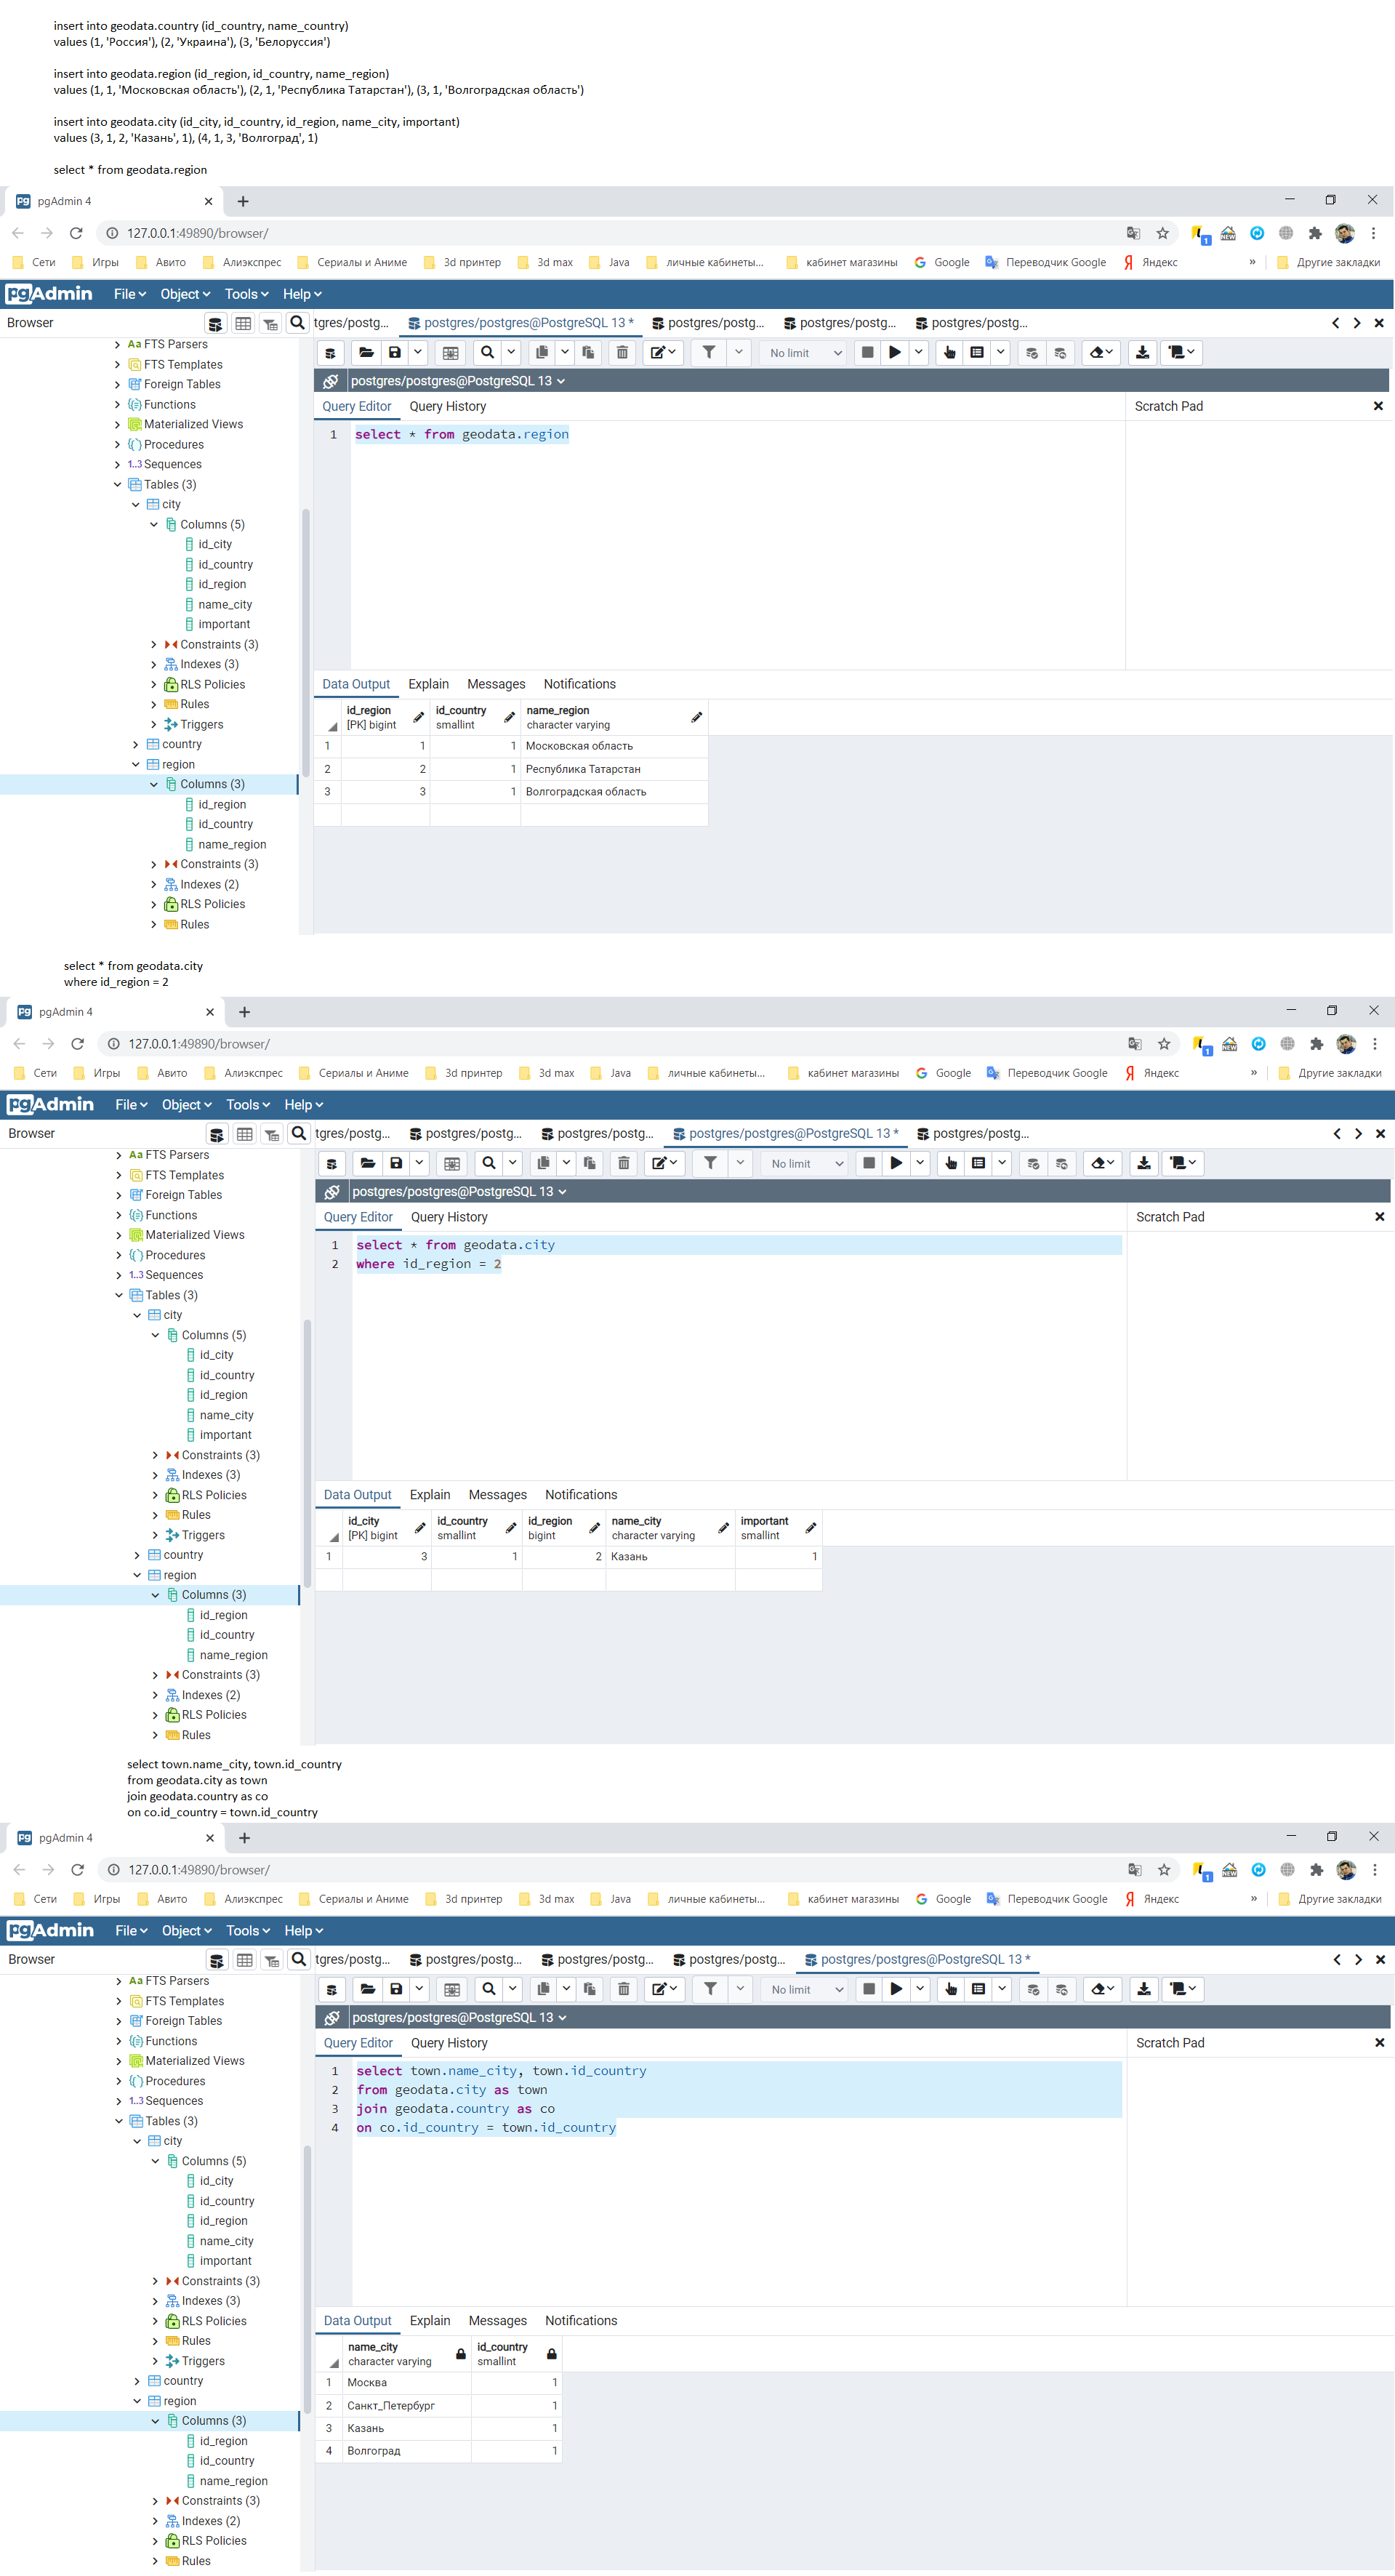 insert into geodata.country (id_country, name_country)
values (1, 'Россия'), (2, 'Украина'), (3, 'Белоруссия')
insert into geodata.region (id_region, id_country, name_region)
values (1, 1, 'Московская область'), (2, 1, 'Республика Татарстан'), (3, 1, 'Волгоградская область')
insert into geodata.city (id_city, id_country, id_region, name_city, important)
values (3, 1, 2, 'Казань', 1), (4, 1, 3, 'Волгоград', 1)
select * from geodata.region
pgAdmin 4
127.0.0.1:49890/browser/
Сети Игры Авито Алиэкспрес Сериалы и Аниме 3d принтер 3d max Java личные кабинеты... кабинет магазины Google Переводчик Google Яндекс » Другие закладки
pgAdmin File Object Tools Help
Browser tgres/postg... postgres/postgres@PostgreSQL 13 * postgres/postg... postgres/postg... postgres/postg...
No limit
postgres/postgres@PostgreSQL 13
Query Editor Query History Scratch Pad
1 select * from geodata.region
FTS Parsers
FTS Templates
Foreign Tables
Functions
Materialized Views
Procedures
1..3 Sequences
Tables (3)
city
Columns (5)
id_city
id_country
id_region
name_city
important
Constraints (3)
Indexes (3)
RLS Policies
Rules
Triggers
country
region
Columns (3)
id_region
id_country
name_region
Constraints (3)
Indexes (2)
RLS Policies
Rules
Data Output Explain Messages Notifications
id_region id_country name_region
[PK] bigint smallint character varying
1 1 1 Московская область
2 2 1 Республика Татарстан
3 3 1 Волгоградская область
select * from geodata.city
where id_region = 2
pgAdmin 4
127.0.0.1:49890/browser/
Сети Игры Авито Алиэкспрес Сериалы и Аниме 3d принтер 3d max Java личные кабинеты... кабинет магазины Google Переводчик Google Яндекс » Другие закладки
pgAdmin File Object Tools Help
Browser tgres/postg... postgres/postg... postgres/postg... postgres/postgres@PostgreSQL 13 * postgres/postg...
No limit
postgres/postgres@PostgreSQL 13
Query Editor Query History Scratch Pad
1 select * from geodata.city
2 where id_region = 2
FTS Parsers
FTS Templates
Foreign Tables
Functions
Materialized Views
Procedures
1..3 Sequences
Tables (3)
city
Columns (5)
id_city
id_country
id_region
name_city
important
Constraints (3)
Indexes (3)
RLS Policies
Rules
Triggers
country
region
Columns (3)
id_region
id_country
name_region
Constraints (3)
Indexes (2)
RLS Policies
Rules
Data Output Explain Messages Notifications
id_city id_country id_region name_city important
[PK] bigint smallint bigint character varying smallint
1 3 1 2 Казань 1
select town.name_city, town.id_country
from geodata.city as town
join geodata.country as co
on co.id_country = town.id_country
pgAdmin 4
127.0.0.1:49890/browser/
Сети Игры Авито Алиэкспрес Сериалы и Аниме 3d принтер 3d max Java личные кабинеты... кабинет магазины Google Переводчик Google Яндекс » Другие закладки
pgAdmin File Object Tools Help
Browser tgres/postg... postgres/postg... postgres/postg... postgres/postg... postgres/postgres@PostgreSQL 13 *
No limit
postgres/postgres@PostgreSQL 13
Query Editor Query History Scratch Pad
1 select town.name_city, town.id_country
2 from geodata.city as town
3 join geodata.country as co
4 on co.id_country = town.id_country
FTS Parsers
FTS Templates
Foreign Tables
Functions
Materialized Views
Procedures
1..3 Sequences
Tables (3)
city
Columns (5)
id_city
id_country
id_region
name_city
important
Constraints (3)
Indexes (3)
RLS Policies
Rules
Triggers
country
region
Columns (3)
id_region
id_country
name_region
Constraints (3)
Indexes (2)
RLS Policies
Rules
Data Output Explain Messages Notifications
name_city id_country
character varying smallint
1 Москва 1
2 Санкт_Петербург 1
3 Казань 1
4 Волгоград 1